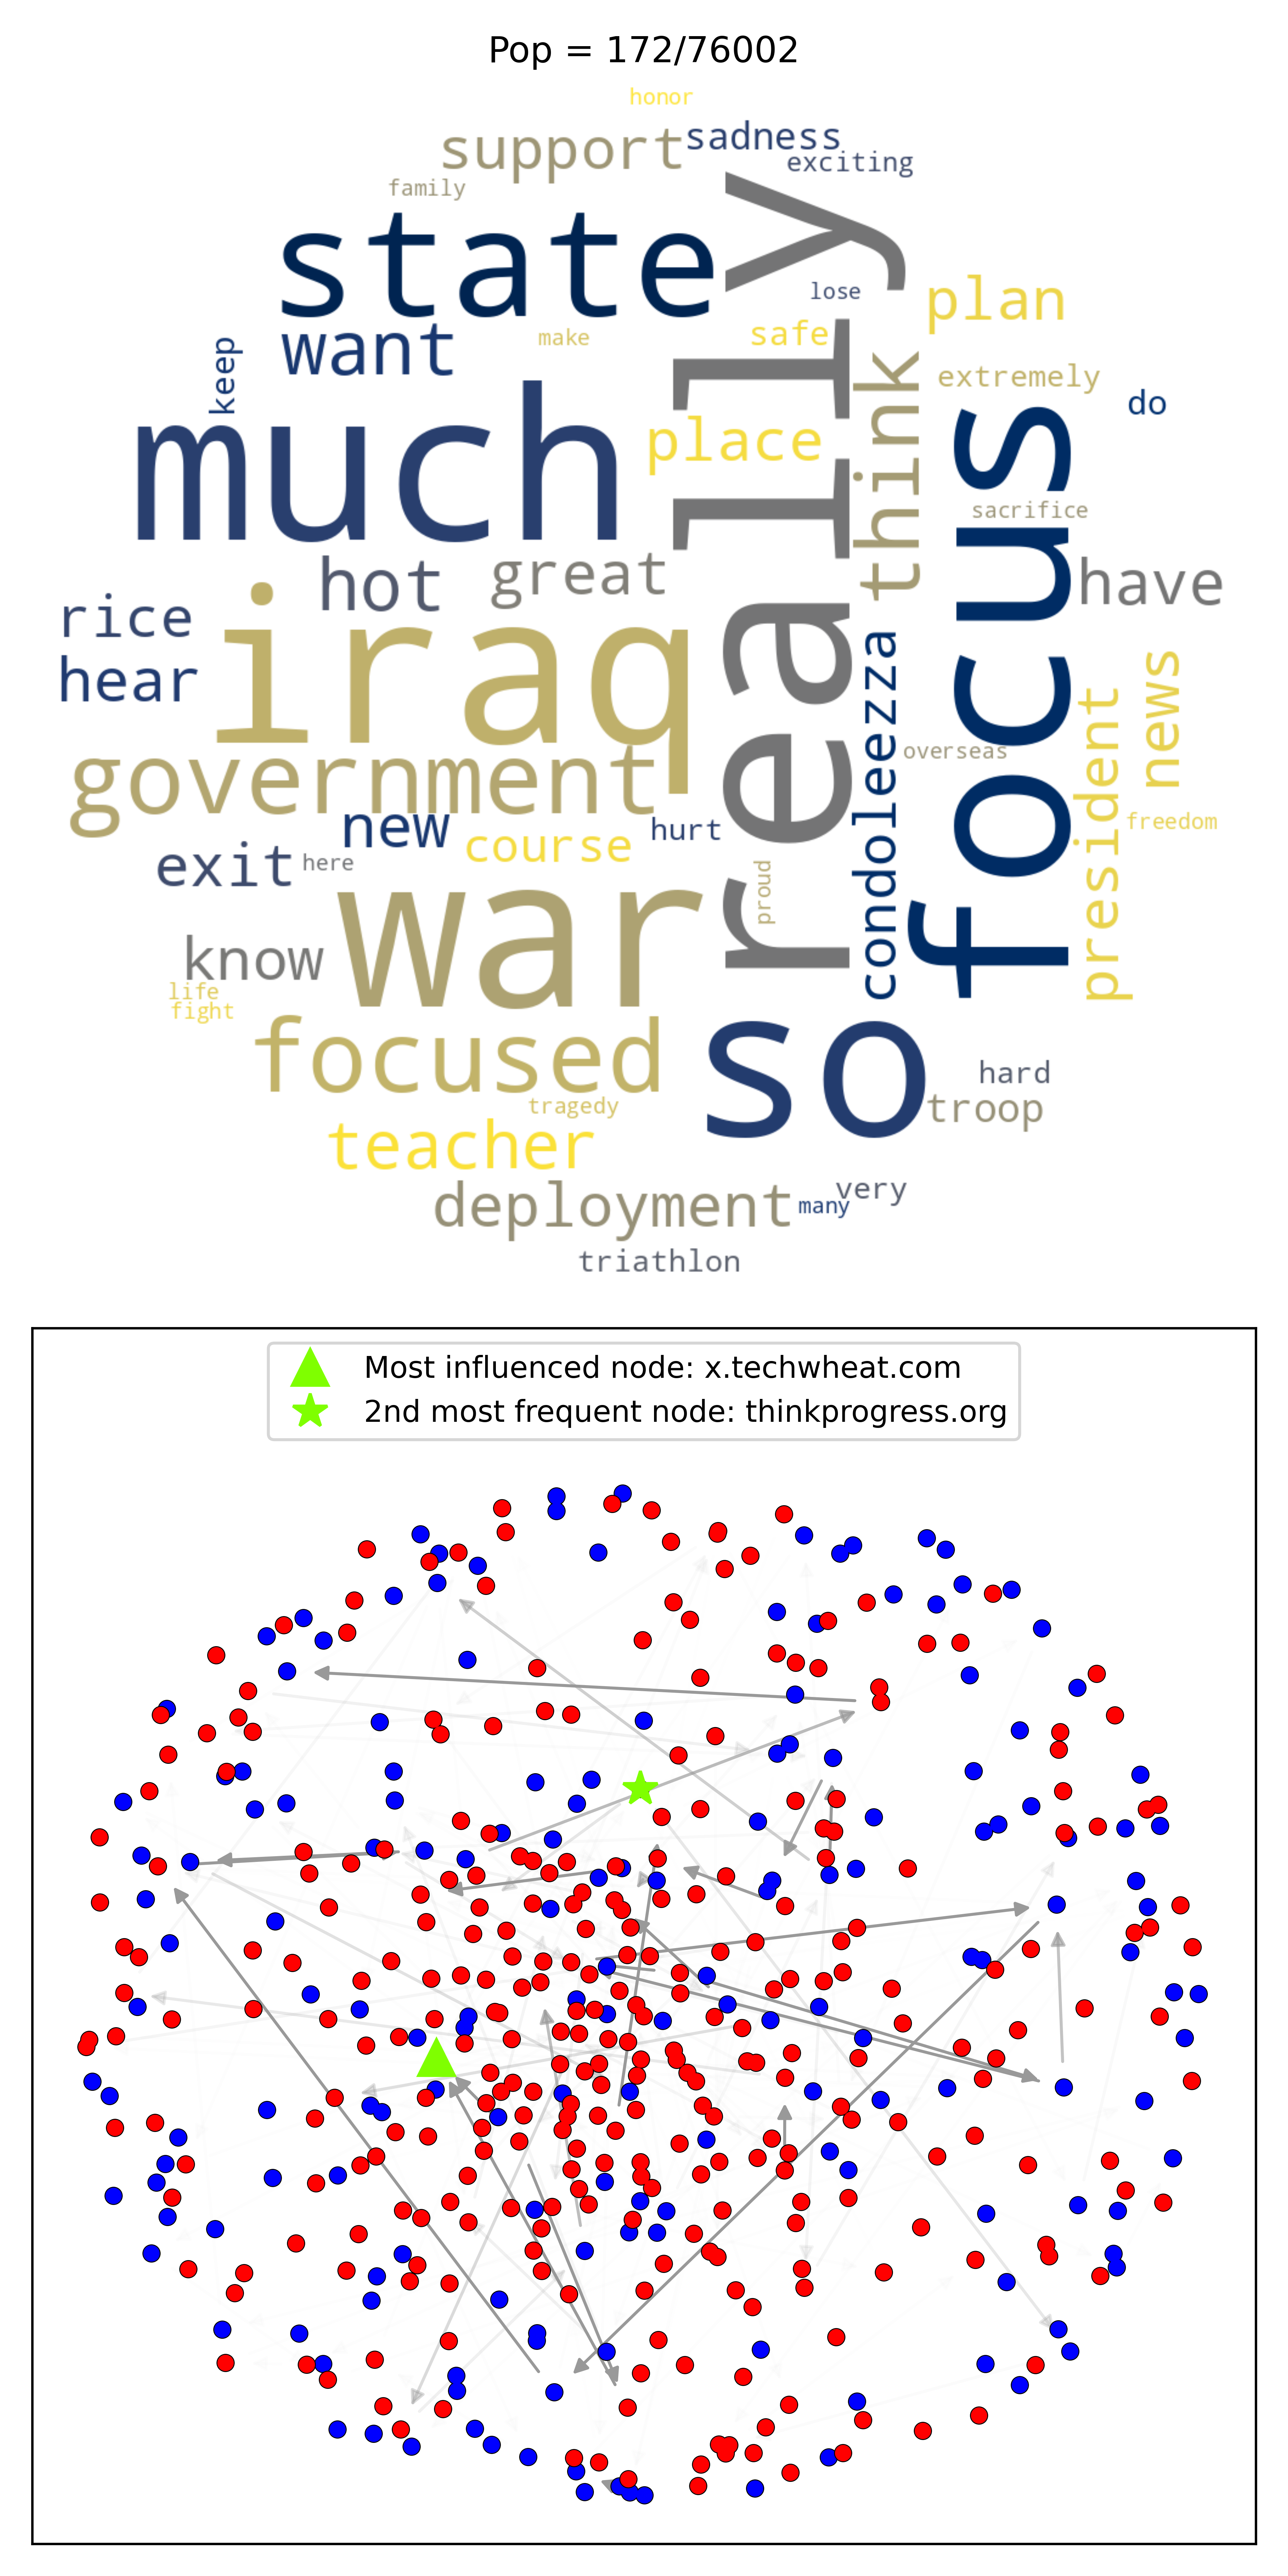 Pop = 172/76002
honor
support
sadness
exciting
family
state
really
lose
plan
want
make
safe
keep
think
extremely
do
much
place
focus
sacrifice
hot
great
have
rice
iraq
hear
condoleezza
news
government
overseas
president
new
course
hurt
freedom
exit
here
war
proud
know
life
fight
focused
so
hard
tragedy
troop
teacher
deployment
many
very
triathlon
Most influenced node: x.techwheat.com
2nd most frequent node: thinkprogress.org